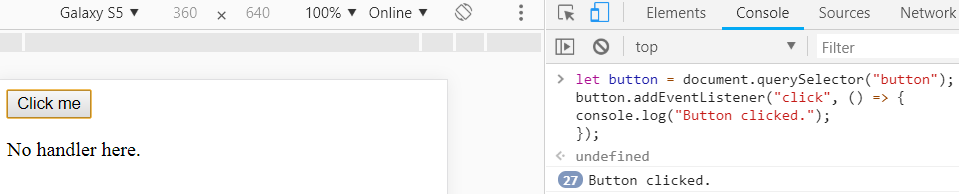 Galaxy S5 ▼ 360 × 640 100% ▼ Online ▼
Elements Console Sources Network
top ▼ Filter
Click me
No handler here.
> let button = document.querySelector("button");
button.addEventListener("click", () => {
console.log("Button clicked.");
});
undefined
27 Button clicked.